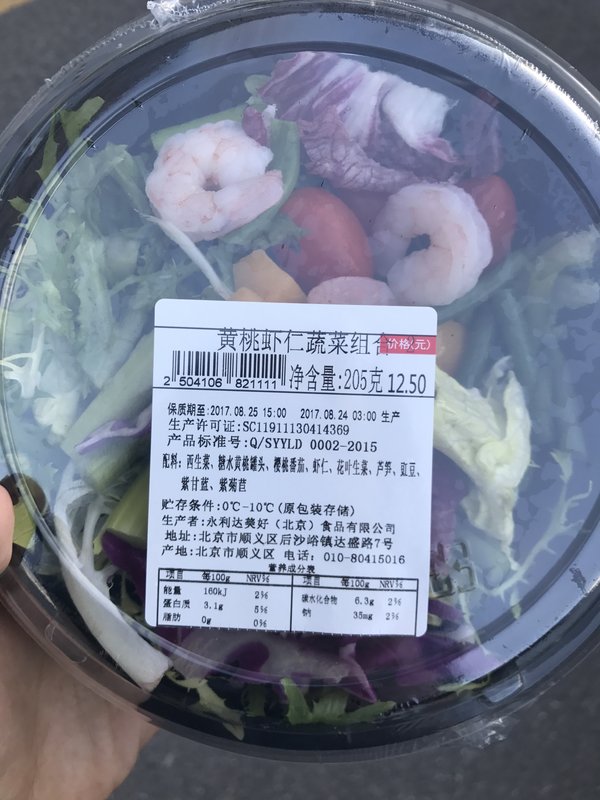 黄桃虾仁蔬菜组合
价格(元)
2 504106 821111
净含量:205克 12.50
保质期至:2017.08.25 15:00 2017.08.24 03:00 生产
生产许可证:SC11911130414369
产品标准号:Q/SYYLD 0002-2015
配料: 西生菜、糖水黄桃罐头、樱桃番茄、虾仁、花叶生菜、芦笋、豇豆、
紫甘蓝、紫菊苣
贮存条件:0℃-10℃(原包装存储)
生产者:永利达美好(北京)食品有限公司
地址:北京市顺义区后沙峪镇达盛路7号
产地:北京市顺义区 电话: 010-80415016
营养成分表
项目 每100g NRV% 项目 每100g NRV%
能量 160kJ 2% 碳水化合物 6.3g 2%
蛋白质 3.1g 5% 钠 35mg 2%
脂肪 0g 0%